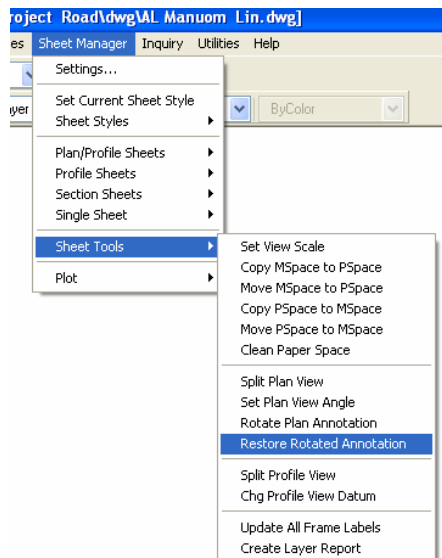 roject Road\dwg\AL Manuom Lin.dwg]
es Sheet Manager Inquiry Utilities Help
Settings...
yer
ByColor
Set Current Sheet Style
Sheet Styles
Plan/Profile Sheets
Profile Sheets
Section Sheets
Single Sheet
Sheet Tools
Plot
Set View Scale
Copy MSpace to PSpace
Move MSpace to PSpace
Copy PSpace to MSpace
Move PSpace to MSpace
Clean Paper Space
Split Plan View
Set Plan View Angle
Rotate Plan Annotation
Restore Rotated Annotation
Split Profile View
Chg Profile View Datum
Update All Frame Labels
Create Layer Report